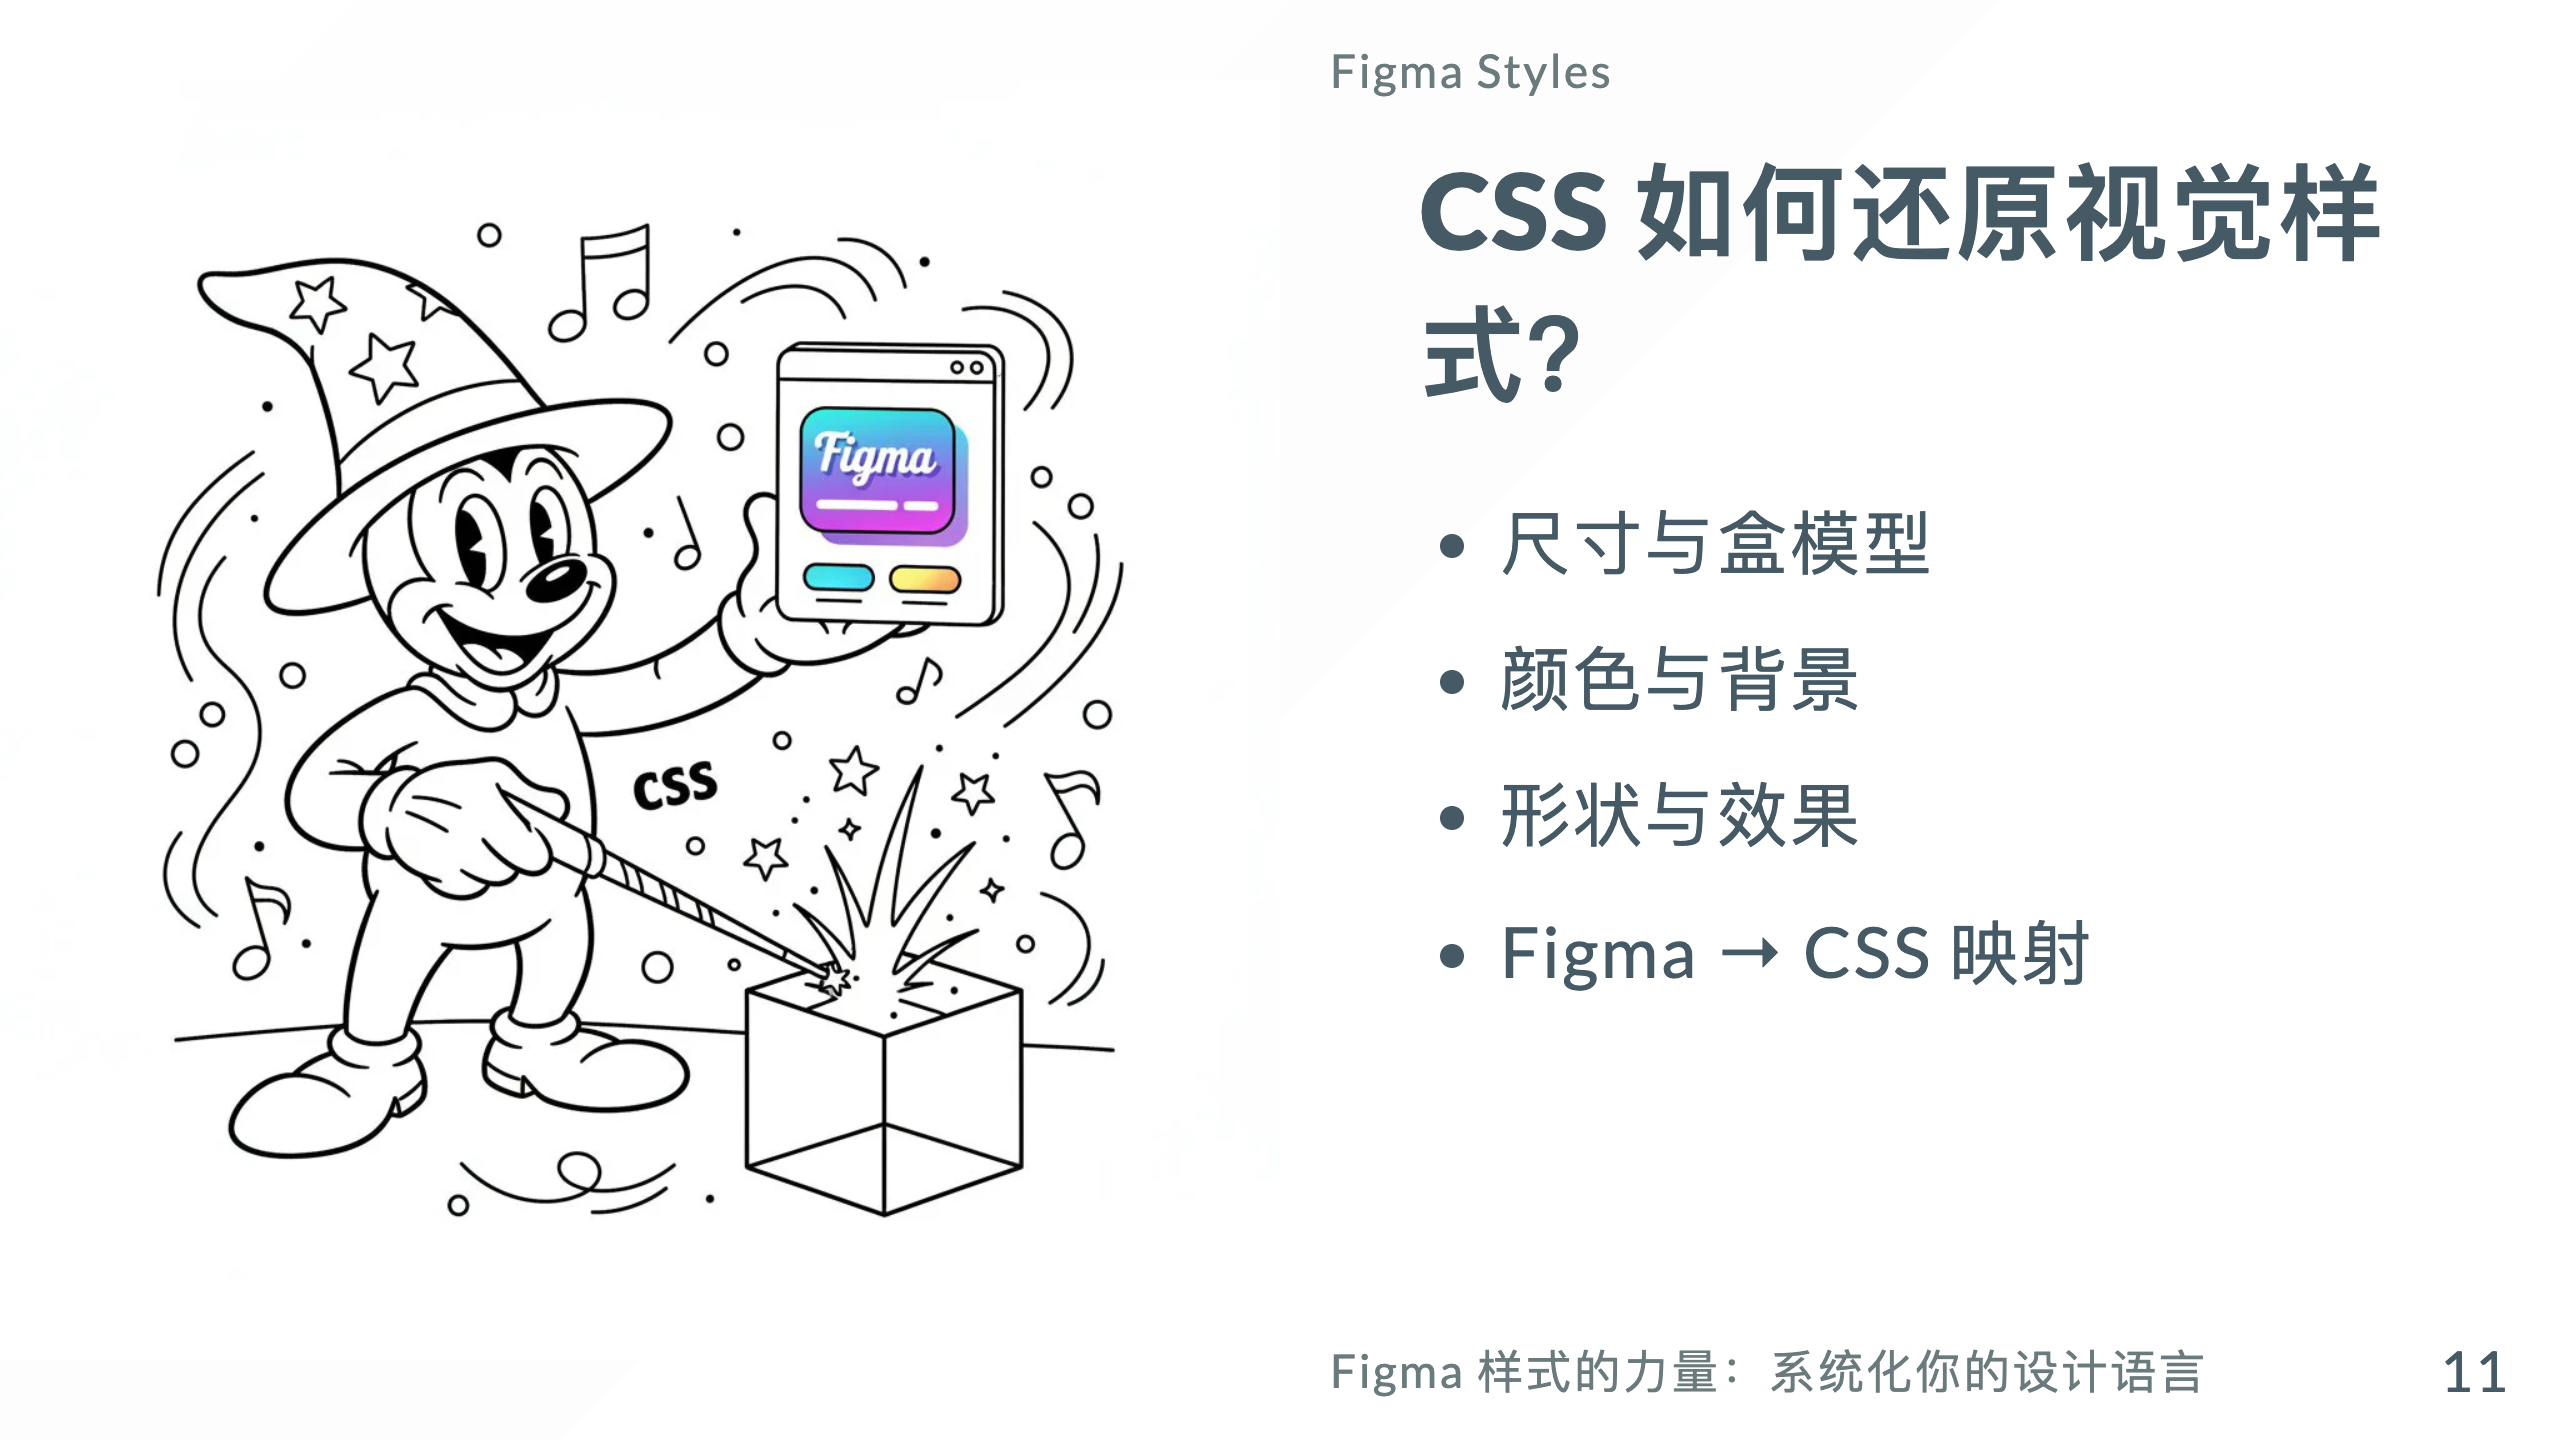 Figma Styles
CSS 如何还原视觉样
式?
Figma
css
• 尺寸与盒模型
• 颜色与背景
• 形状与效果
• Figma → CSS 映射
Figma 样式的力量：系统化你的设计语言
11